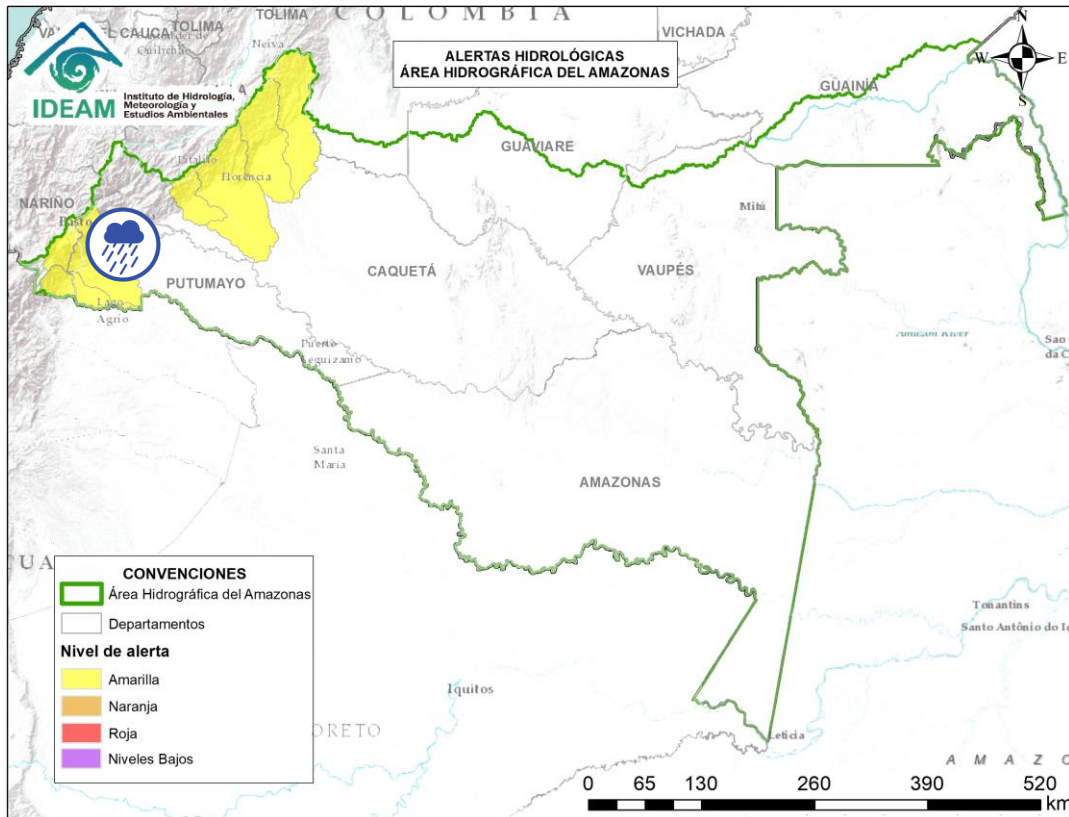 COLOMBIA
TOLIMA
TOLIMA
VICHADA
Neiva
IDEAM
Instituto de Hidrología,
Meteorología y
Estudios Ambientales
ALERTAS HIDROLÓGICAS
ÁREA HIDROGRÁFICA DEL AMAZONAS
N
W
E
S
GUAINÍA
GUAVIARE
Pitalito
Florencia
NARIÑO
Mitú
CAQUETÁ
VAUPÉS
PUTUMAYO
Lago
Agrio
Puerto
Amazon River
Santa
Maria
AMAZONAS
CONVENCIONES
Área Hidrográfica del Amazonas
Departamentos
Nivel de alerta
Amarilla
Naranja
Roja
Niveles Bajos
Tonantins
Iquitos
Leticia
0 65 130 260 390 520
km